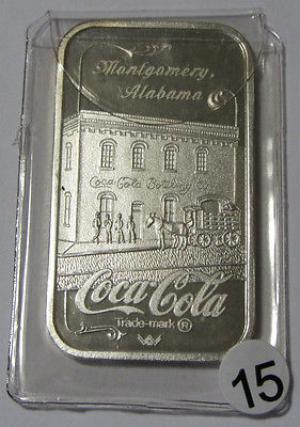 Montgomery,
Alabama
Coca-Cola Bottling Co
Coca-Cola
Trade-mark ®
15